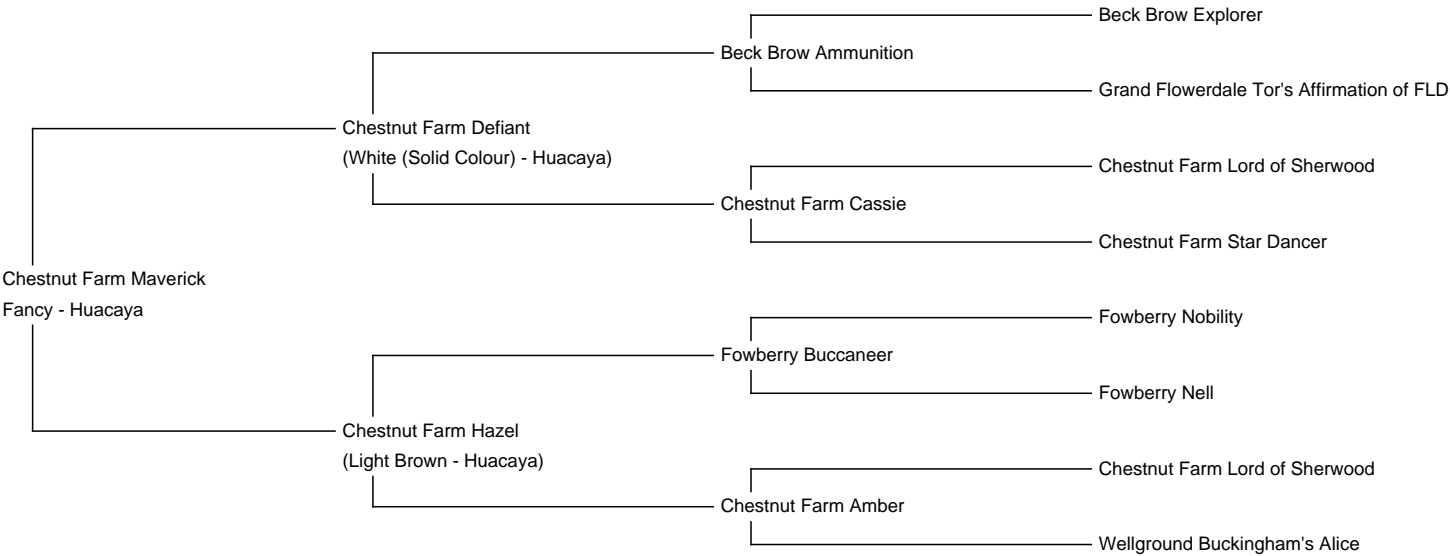 Beck Brow Explorer
Beck Brow Ammunition
Grand Flowerdale Tor's Affirmation of FLD
Chestnut Farm Defiant
(White (Solid Colour) - Huacaya)
Chestnut Farm Lord of Sherwood
Chestnut Farm Cassie
Chestnut Farm Star Dancer
Chestnut Farm Maverick
Fancy - Huacaya
Fowberry Nobility
Fowberry Buccaneer
Fowberry Nell
Chestnut Farm Hazel
(Light Brown - Huacaya)
Chestnut Farm Lord of Sherwood
Chestnut Farm Amber
Wellground Buckingham's Alice